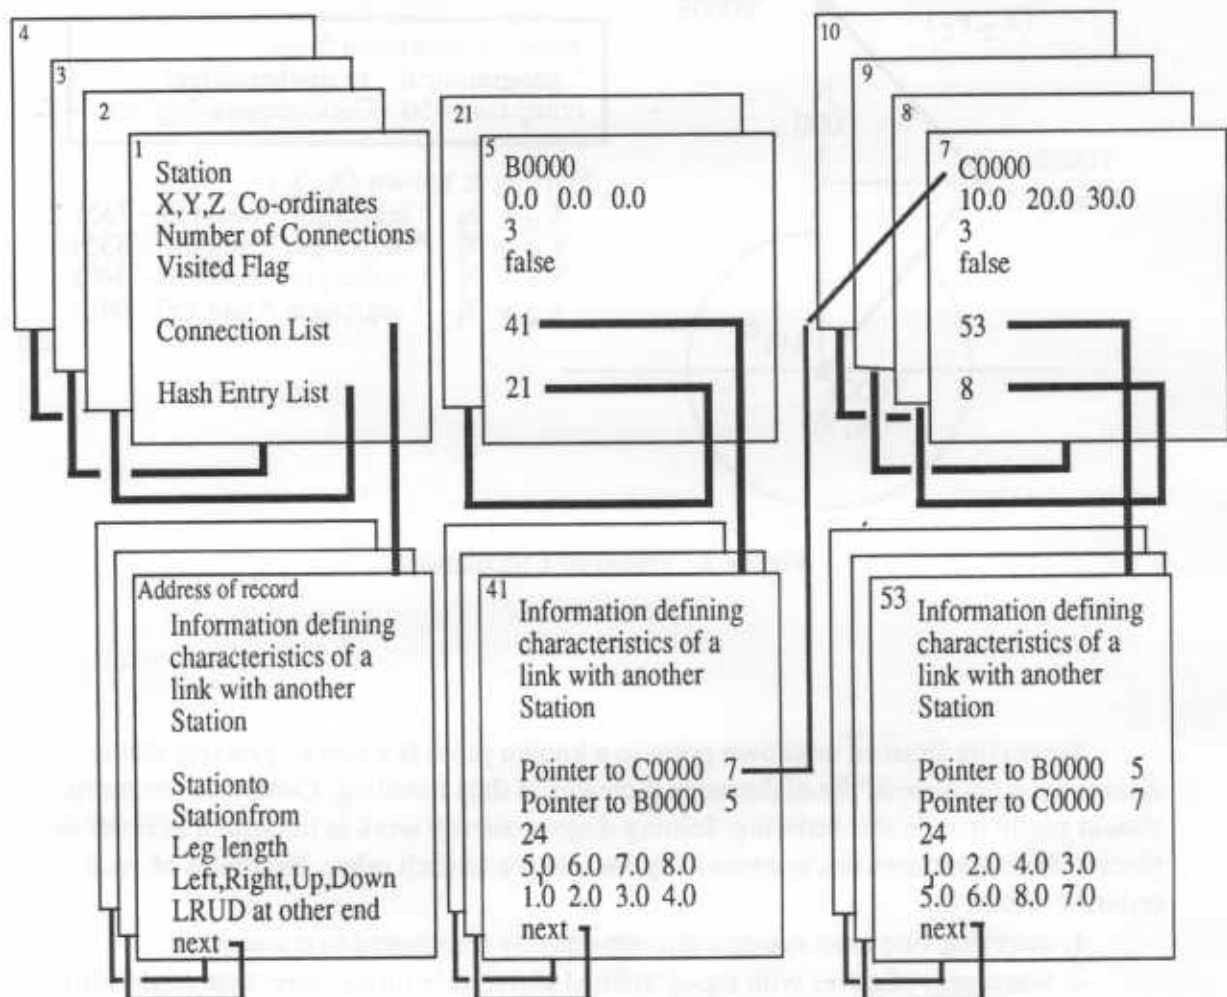 4
3
2
1
Station
X,Y,Z Co-ordinates
Number of Connections
Visited Flag
Connection List
Hash Entry List
21
5
B0000
0.0 0.0 0.0
3
false
41
21
10
9
8
7
C0000
10.0 20.0 30.0
3
false
53
8
Address of record
Information defining
characteristics of a
link with another
Station
Stationto
Stationfrom
Leg length
Left,Right,Up,Down
LRUD at other end
next
41
Information defining
characteristics of a
link with another
Station
Pointer to C0000 7
Pointer to B0000 5
24
5.0 6.0 7.0 8.0
1.0 2.0 3.0 4.0
next
53
Information defining
characteristics of a
link with another
Station
Pointer to B0000 5
Pointer to C0000 7
24
1.0 2.0 4.0 3.0
5.0 6.0 8.0 7.0
next